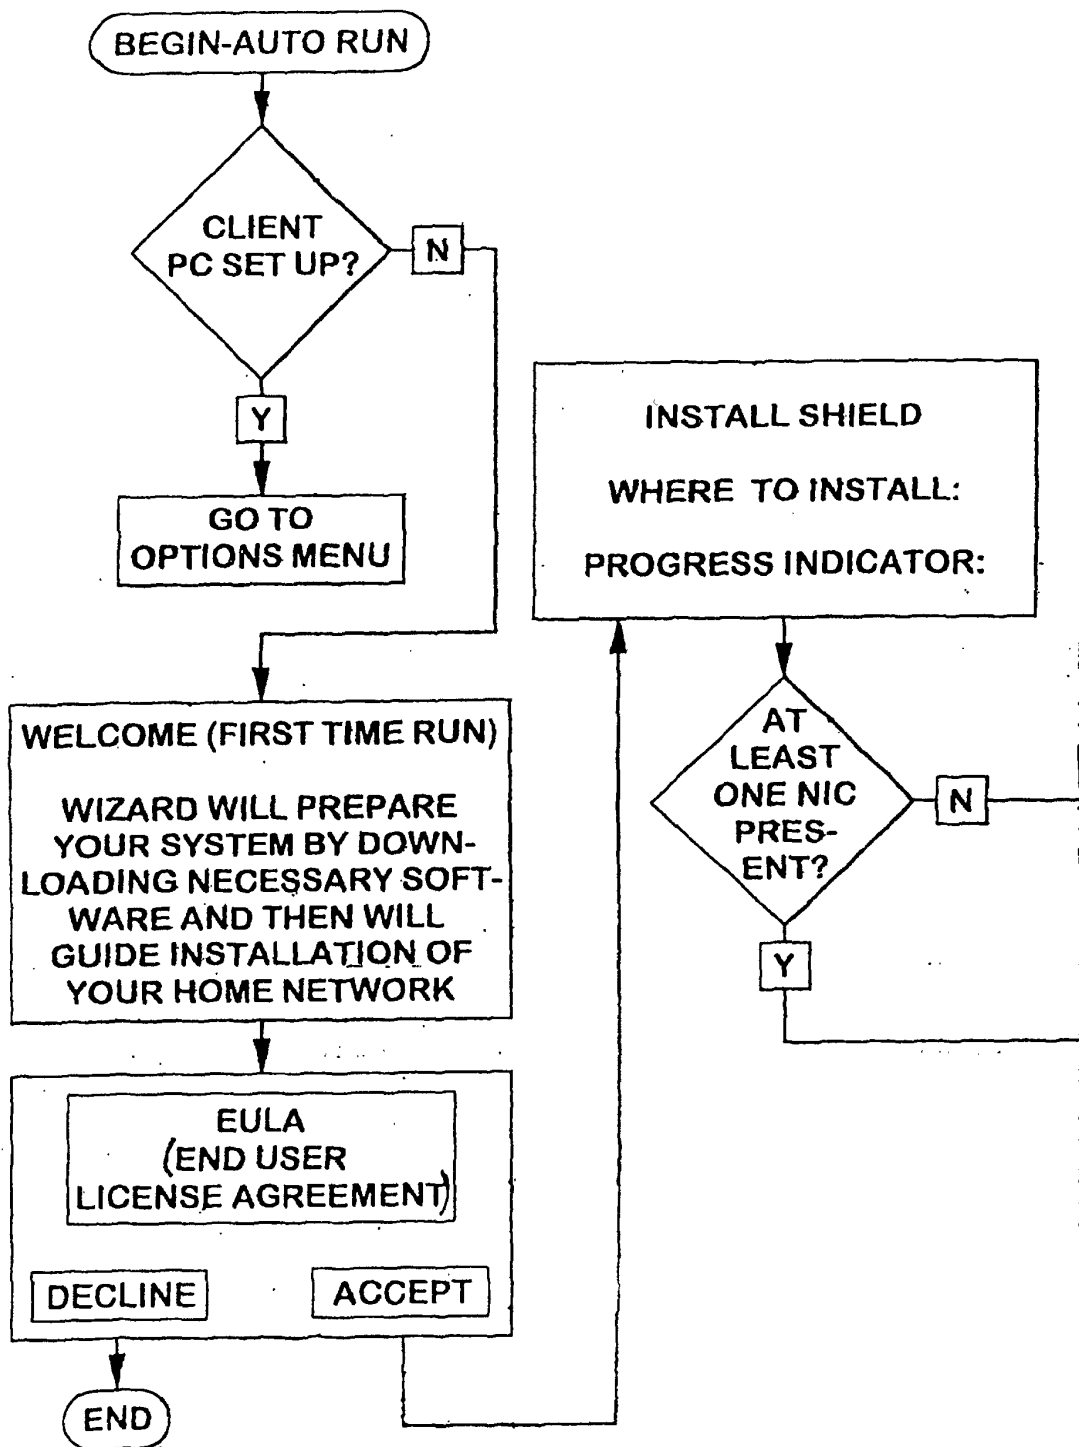 BEGIN-AUTO RUN
CLIENT
PC SET UP?
N
Y
GO TO
OPTIONS MENU
WELCOME (FIRST TIME RUN)
WIZARD WILL PREPARE
YOUR SYSTEM BY DOWN-
LOADING NECESSARY SOFT-
WARE AND THEN WILL
GUIDE INSTALLATION OF
YOUR HOME NETWORK
EULA
(END USER
LICENSE AGREEMENT)
DECLINE
ACCEPT
END
INSTALL SHIELD
WHERE TO INSTALL:
PROGRESS INDICATOR:
AT
LEAST
ONE NIC
PRES-
ENT?
N
Y